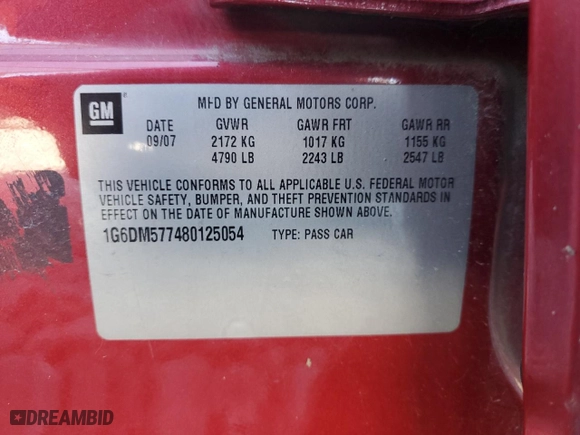 GM
MFD BY GENERAL MOTORS CORP.
DATE GVWR GAWR FRT GAWR RR
09/07 2172 KG 1017 KG 1155 KG
4790 LB 2243 LB 2547 LB
THIS VEHICLE CONFORMS TO ALL APPLICABLE U.S. FEDERAL MOTOR
VEHICLE SAFETY, BUMPER, AND THEFT PREVENTION STANDARDS IN
EFFECT ON THE DATE OF MANUFACTURE SHOWN ABOVE.
1G6DM577480125054 TYPE: PASS CAR
DREAMBID